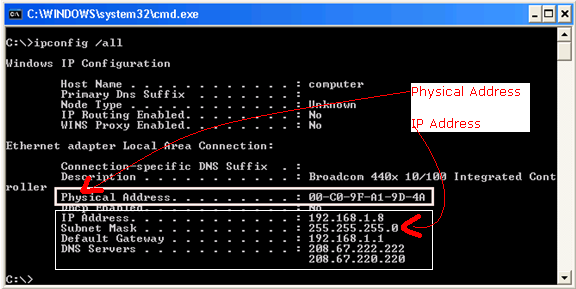 C:\WINDOWS\system32\cmd.exe
C:\>ipconfig /all
Windows IP Configuration
Host Name . . . . . . . . . . . . : computer
Primary Dns Suffix . . . . . . . :
Node Type . . . . . . . . . . . . : Unknown
IP Routing Enabled. . . . . . . . : No
WINS Proxy Enabled. . . . . . . . : No
Physical Address
IP Address
Ethernet adapter Local Area Connection:
Connection-specific DNS Suffix . :
Description . . . . . . . . . . . : Broadcom 440x 10/100 Integrated Cont
roller
Physical Address. . . . . . . . . : 00-C0-9F-A1-9D-4A
Dhcp Enabled. . . . . . . . . . . : No
IP Address. . . . . . . . . . . . : 192.168.1.8
Subnet Mask . . . . . . . . . . . : 255.255.255.0
Default Gateway . . . . . . . . . : 192.168.1.1
DNS Servers . . . . . . . . . . . : 208.67.222.222
208.67.220.220
C:\>